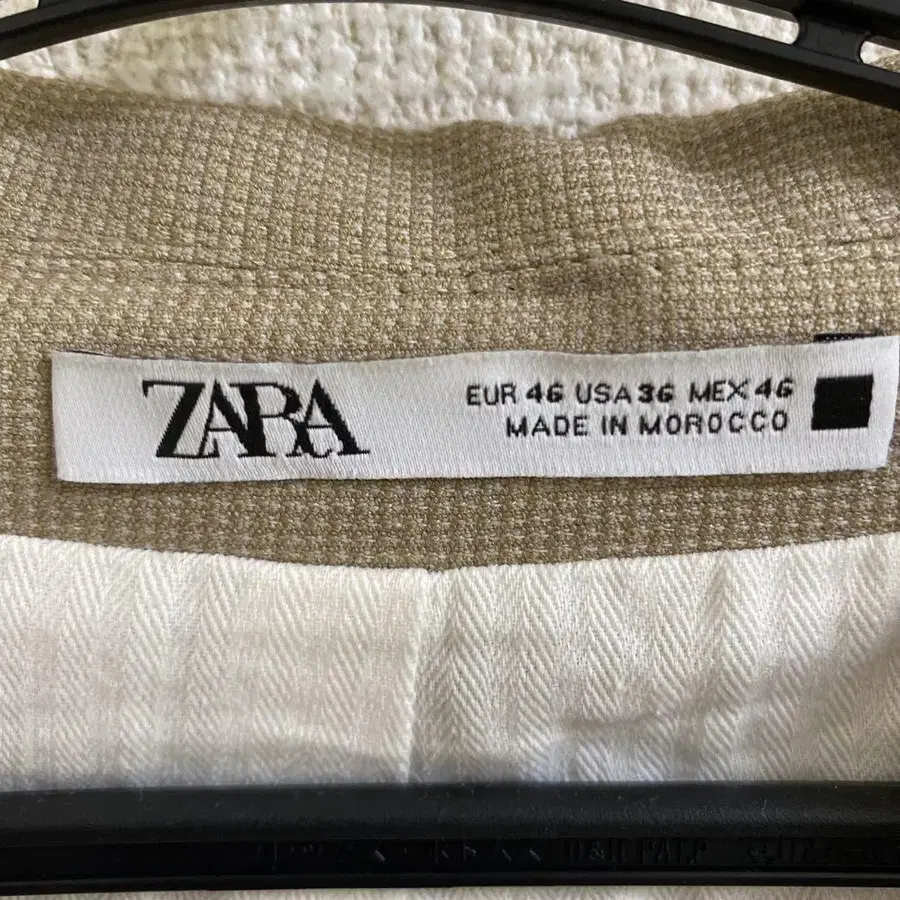 ZARA
EUR 46 USA 36 MEX 46
MADE IN MOROCCO